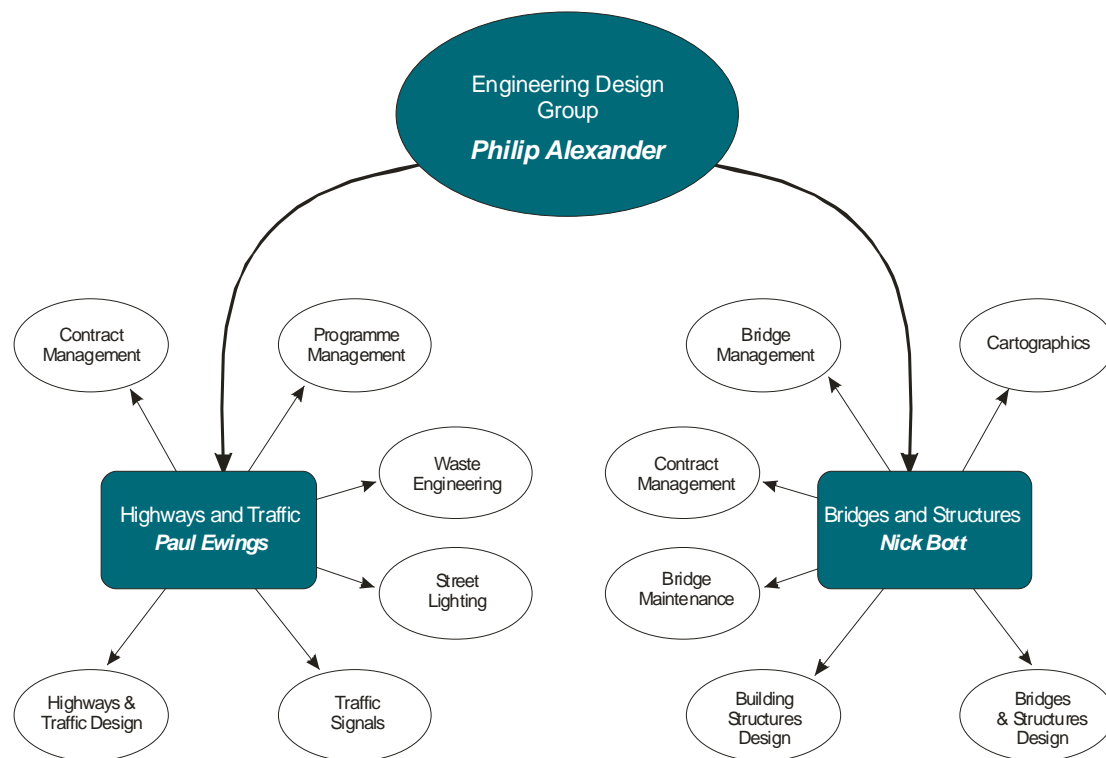 Engineering Design
Group
Philip Alexander
Contract
Management
Programme
Management
Bridge
Management
Cartographics
Waste
Engineering
Contract
Management
Highways and Traffic
Paul Ewings
Bridges and Structures
Nick Bott
Street
Lighting
Bridge
Maintenance
Highways &
Traffic Design
Traffic
Signals
Building
Structures
Design
Bridges
& Structures
Design